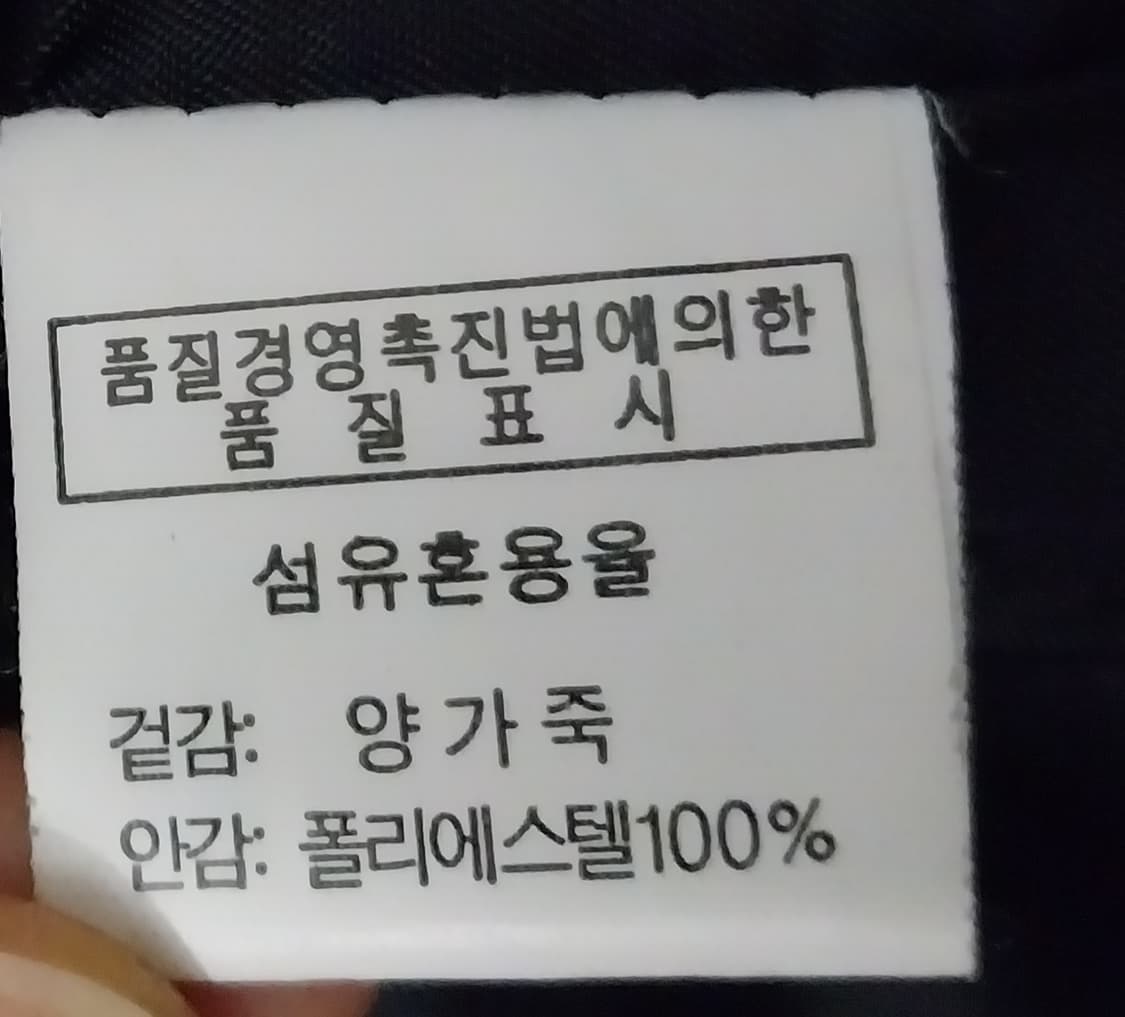 품질경영촉진법에의한
품 질 표 시
섬유혼용율
겉감: 양가죽
안감: 폴리에스텔100%